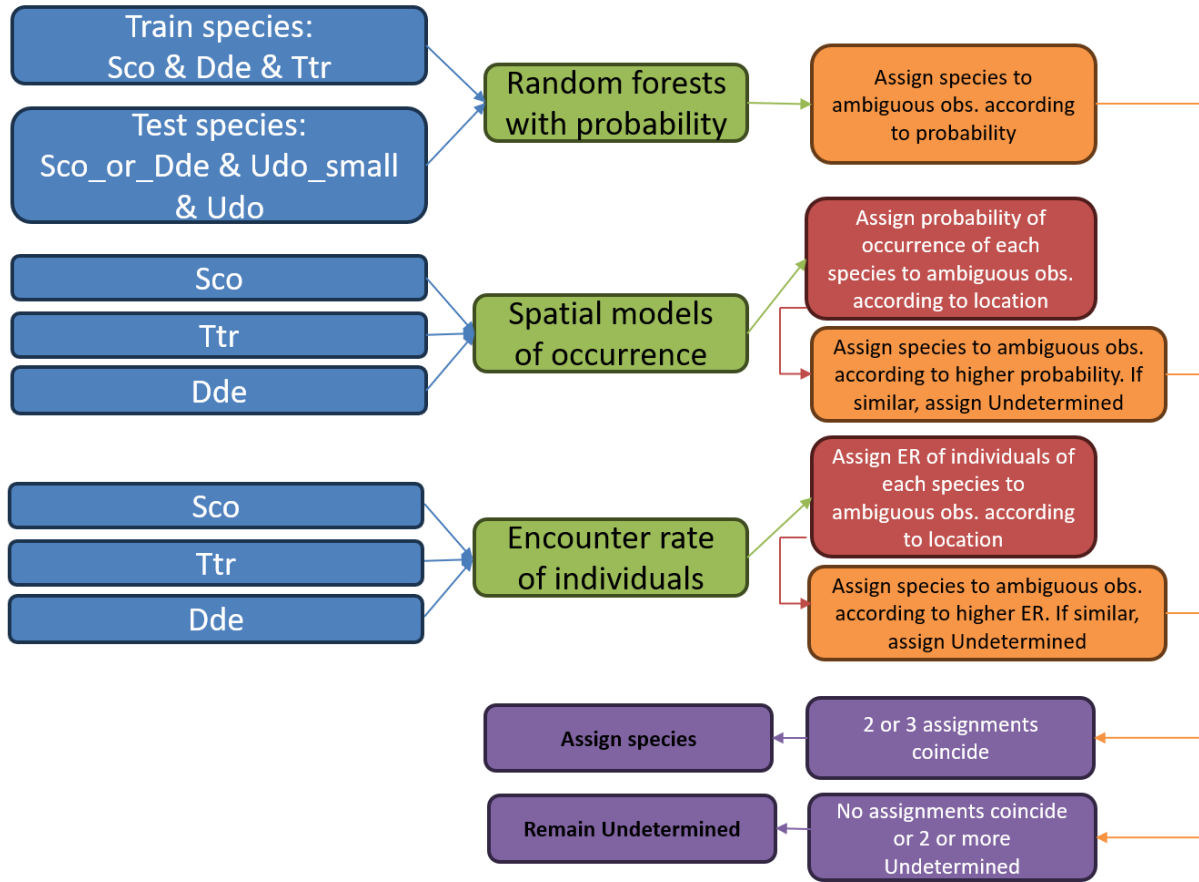 Train species:
Sco & Dde & Ttr
Test species:
Sco_or_Dde & Udo_small
& Udo
Random forests
with probability
Assign species to
ambiguous obs. according
to probability
Sco
Ttr
Dde
Spatial models
of occurrence
Assign probability of
occurrence of each
species to ambiguous obs.
according to location
Assign species to ambiguous obs.
according to higher probability. If
similar, assign Undetermined
Sco
Ttr
Dde
Encounter rate
of individuals
Assign ER of individuals of
each species to
ambiguous obs. according
to location
Assign species to ambiguous obs.
according to higher ER. If similar,
assign Undetermined
Assign species
2 or 3 assignments
coincide
Remain Undetermined
No assignments coincide
or 2 or more
Undetermined